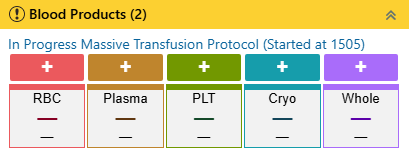 Blood Products (2)
In Progress Massive Transfusion Protocol (Started at 1505)
+ + + + +
RBC Plasma PLT Cryo Whole
— — — — —
— — — — —